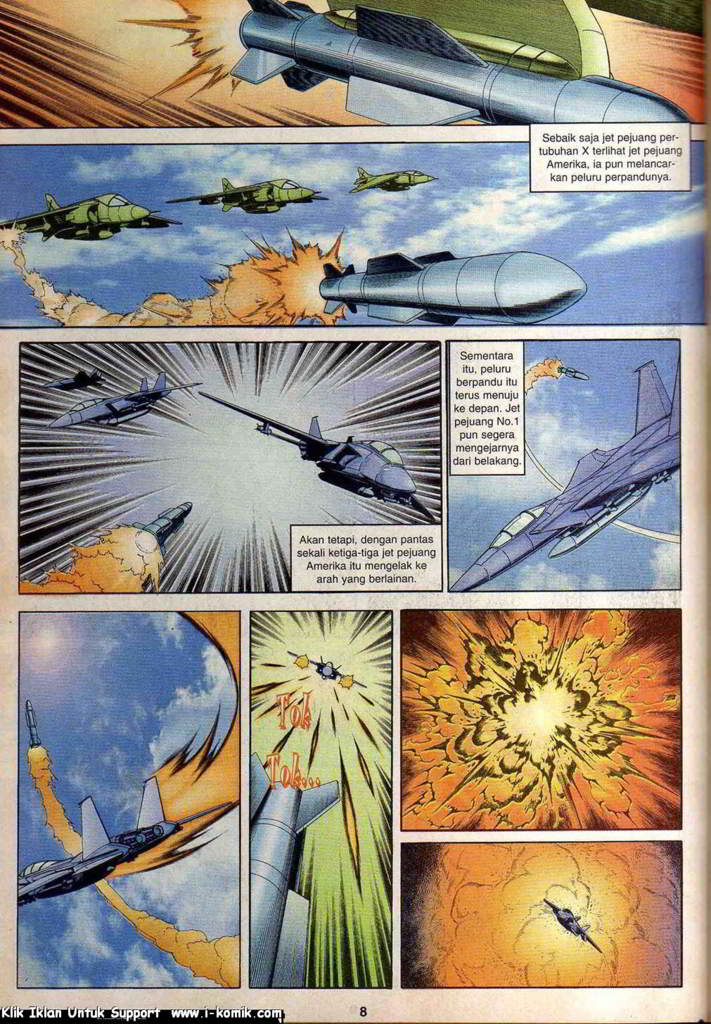 Sebaik saja jet pejuang per-
tubuhan X terlihat jet pejuang
Amerika, ia pun melancar-
kan peluru perpandunya.
Sementara
itu, peluru
berpandu itu
terus menuju
ke depan. Jet
pejuang No.1
pun segera
mengejarnya
dari belakang.
Akan tetapi, dengan pantas
sekali ketiga-tiga jet pejuang
Amerika itu mengelak ke
arah yang berlainan.
Tok
Tok...
8
Klik Iklan Untuk Support www.i-komik.com